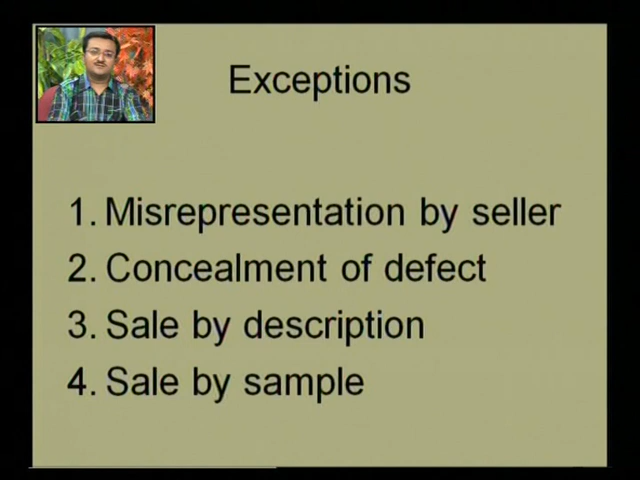 Exceptions
1. Misrepresentation by seller
2. Concealment of defect
3. Sale by description
4. Sale by sample